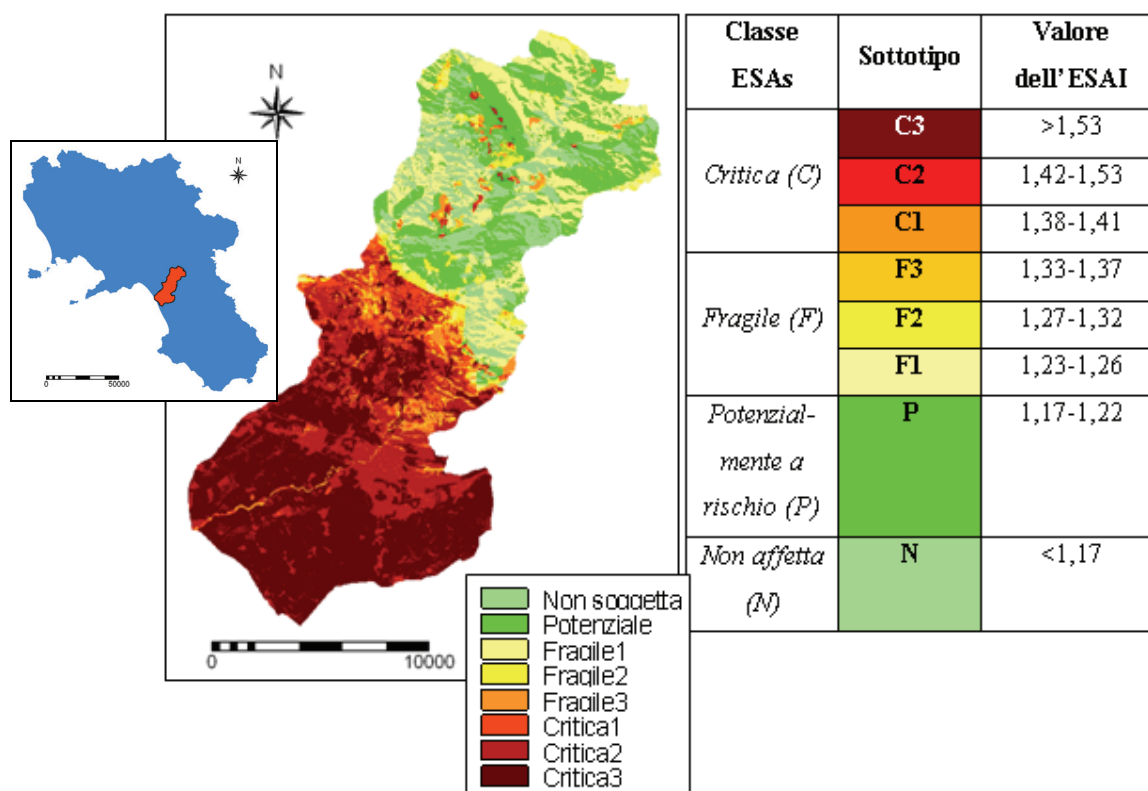 N
N
0
50000
0
10000
Non soggetta
Potenziale
Fragile1
Fragile2
Fragile3
Critica1
Critica2
Critica3
Classe
ESAs
Sottotipo
Valore
dell'ESAI
Critica (C)
C3
>1,53
C2
1,42-1,53
C1
1,38-1,41
Fragile (F)
F3
1,33-1,37
F2
1,27-1,32
F1
1,23-1,26
Potenzial-
mente a
rischio (P)
P
1,17-1,22
Non affetta
(N)
N
<1,17